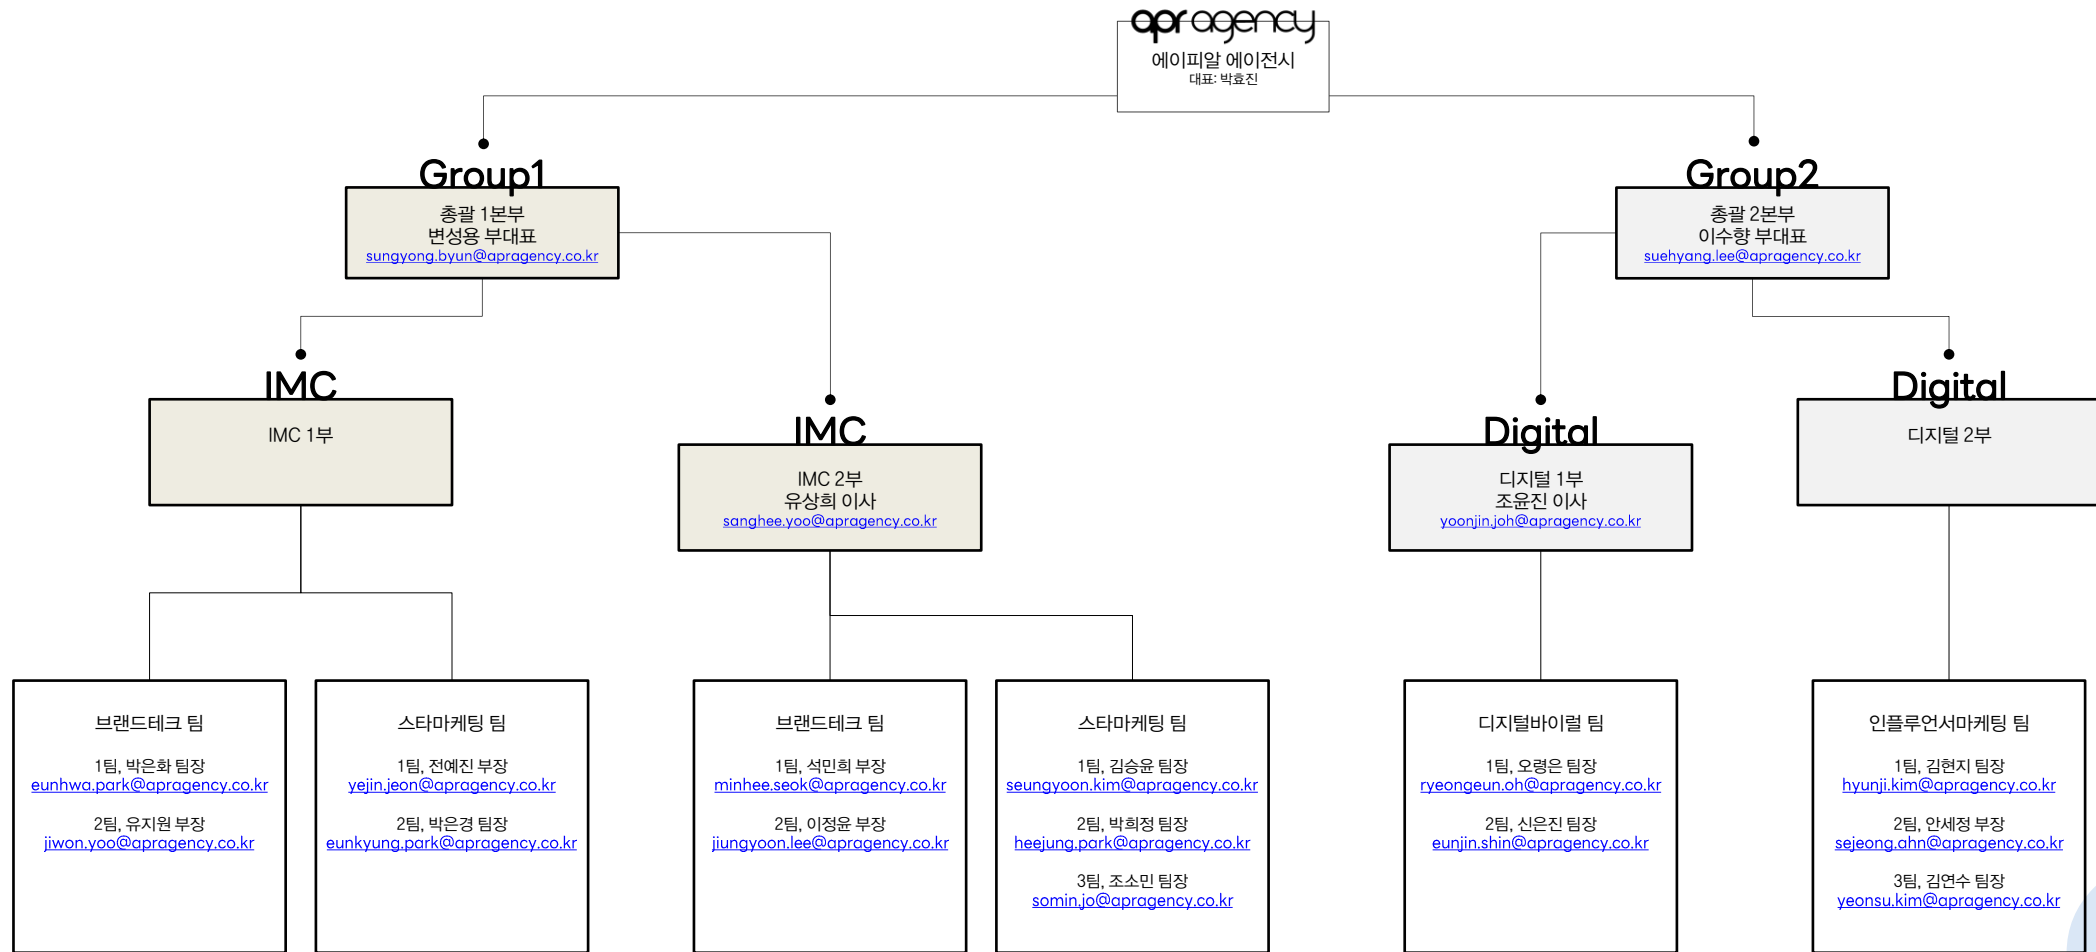 apr agency
에이피알 에이전시
대표: 박효진
Group1
총괄 1본부
변성용 부대표
sungyong.byun@apragency.co.kr
Group2
총괄 2본부
이수향 부대표
suehyang.lee@apragency.co.kr
IMC
IMC 1부
IMC
IMC 2부
유상희 이사
sanghee.yoo@apragency.co.kr
Digital
디지털 1부
조윤진 이사
yoonjin.joh@apragency.co.kr
Digital
디지털 2부
브랜드테크 팀
1팀, 박은화 팀장
eunhwa.park@apragency.co.kr
2팀, 유지원 부장
jiwon.yoo@apragency.co.kr
스타마케팅 팀
1팀, 전예진 부장
yejin.jeon@apragency.co.kr
2팀, 박은경 팀장
eunkyung.park@apragency.co.kr
브랜드테크 팀
1팀, 석민희 부장
minhee.seok@apragency.co.kr
2팀, 이정윤 부장
jiungyoon.lee@apragency.co.kr
스타마케팅 팀
1팀, 김승윤 팀장
seungyoon.kim@apragency.co.kr
2팀, 박희정 팀장
heejung.park@apragency.co.kr
3팀, 조소민 팀장
somin.jo@apragency.co.kr
디지털바이럴 팀
1팀, 오령은 팀장
ryeongeun.oh@apragency.co.kr
2팀, 신은진 팀장
eunjin.shin@apragency.co.kr
인플루언서마케팅 팀
1팀, 김현지 팀장
hyunji.kim@apragency.co.kr
2팀, 안세정 부장
sejeong.ahn@apragency.co.kr
3팀, 김연수 팀장
yeonsu.kim@apragency.co.kr